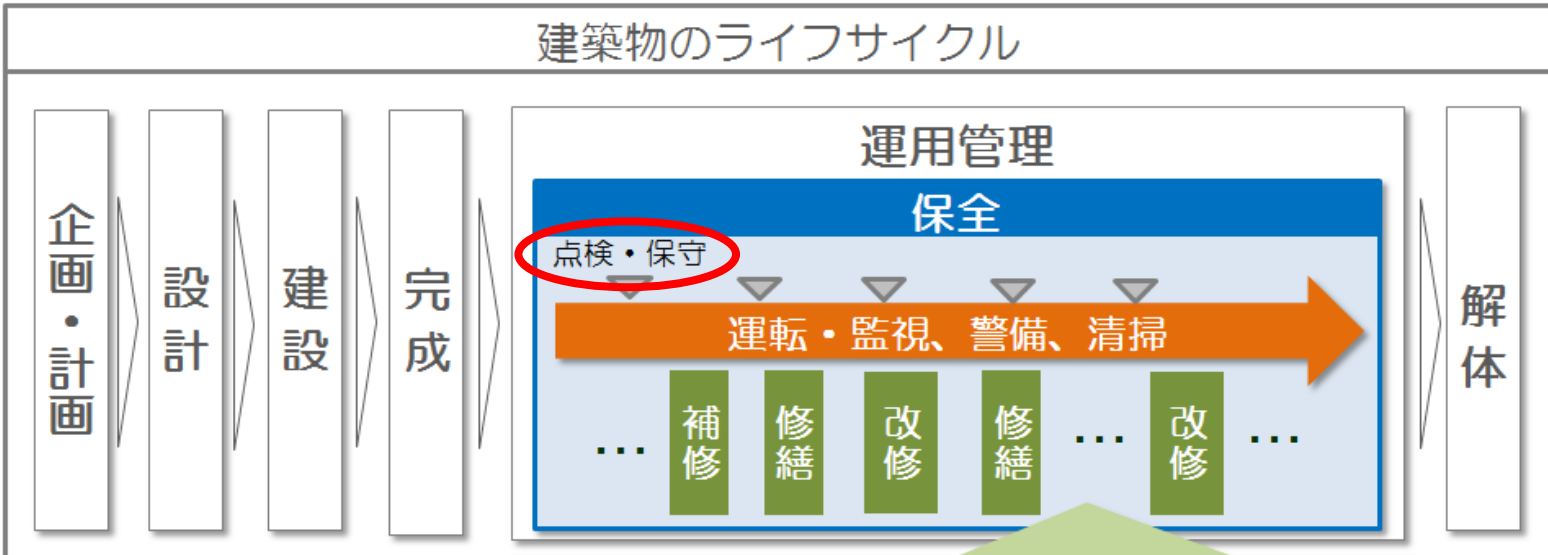 建築物のライフサイクル
企画・計画
設計
建設
完成
運用管理
保全
点検・保守
運転・監視、警備、清掃
…
補修
修繕
改修
修繕
…
改修
…
解体